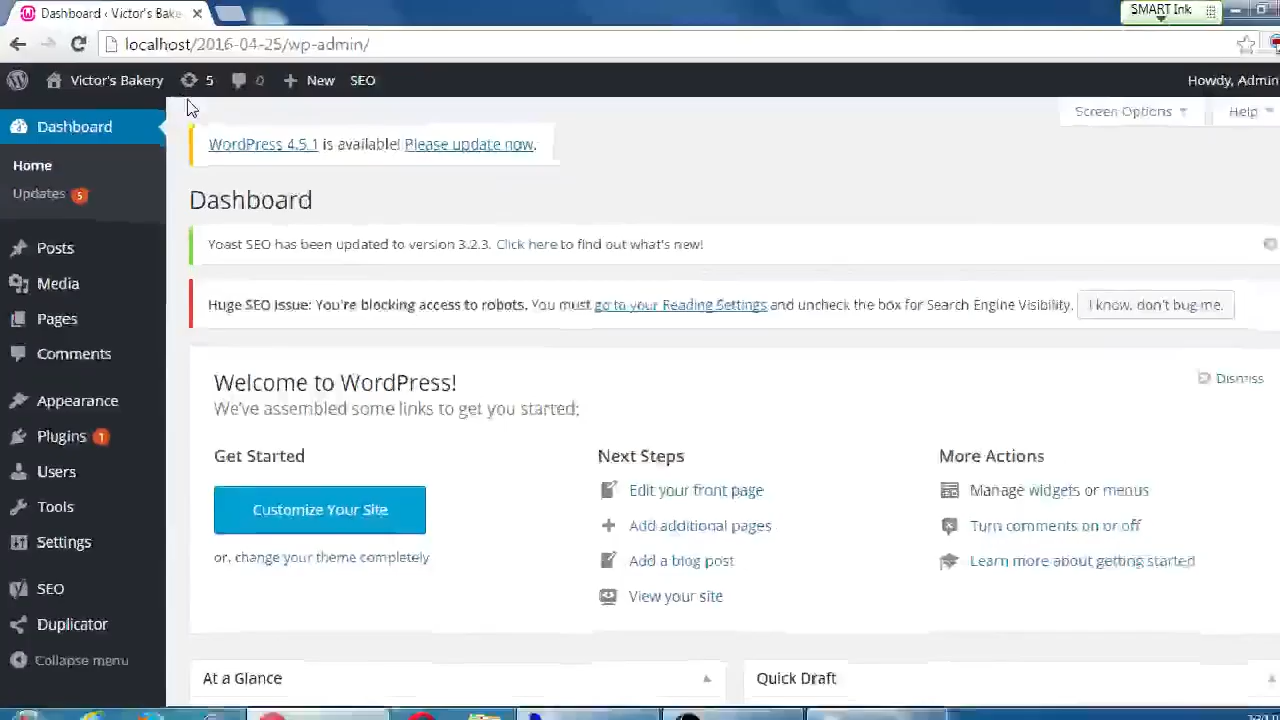 Dashboard ‹ Victor's Bake
SMART Ink
localhost/2016-04-25/wp-admin/
Victor's Bakery 5 0 New SEO Howdy, Admin
Screen Options Help
Dashboard
Home
Updates 5
Posts
Media
Pages
Comments
Appearance
Plugins 1
Users
Tools
Settings
SEO
Duplicator
Collapse menu
WordPress 4.5.1 is available! Please update now.
Dashboard
Yoast SEO has been updated to version 3.2.3. Click here to find out what's new!
Huge SEO issue: You're blocking access to robots. You must go to your Reading Settings and uncheck the box for Search Engine Visibility. I know, don't bug me.
Welcome to WordPress!
Dismiss
We've assembled some links to get you started:
Get Started
Customize Your Site
or, change your theme completely
Next Steps
Edit your front page
Add additional pages
Add a blog post
View your site
More Actions
Manage widgets or menus
Turn comments on or off
Learn more about getting started
At a Glance
Quick Draft